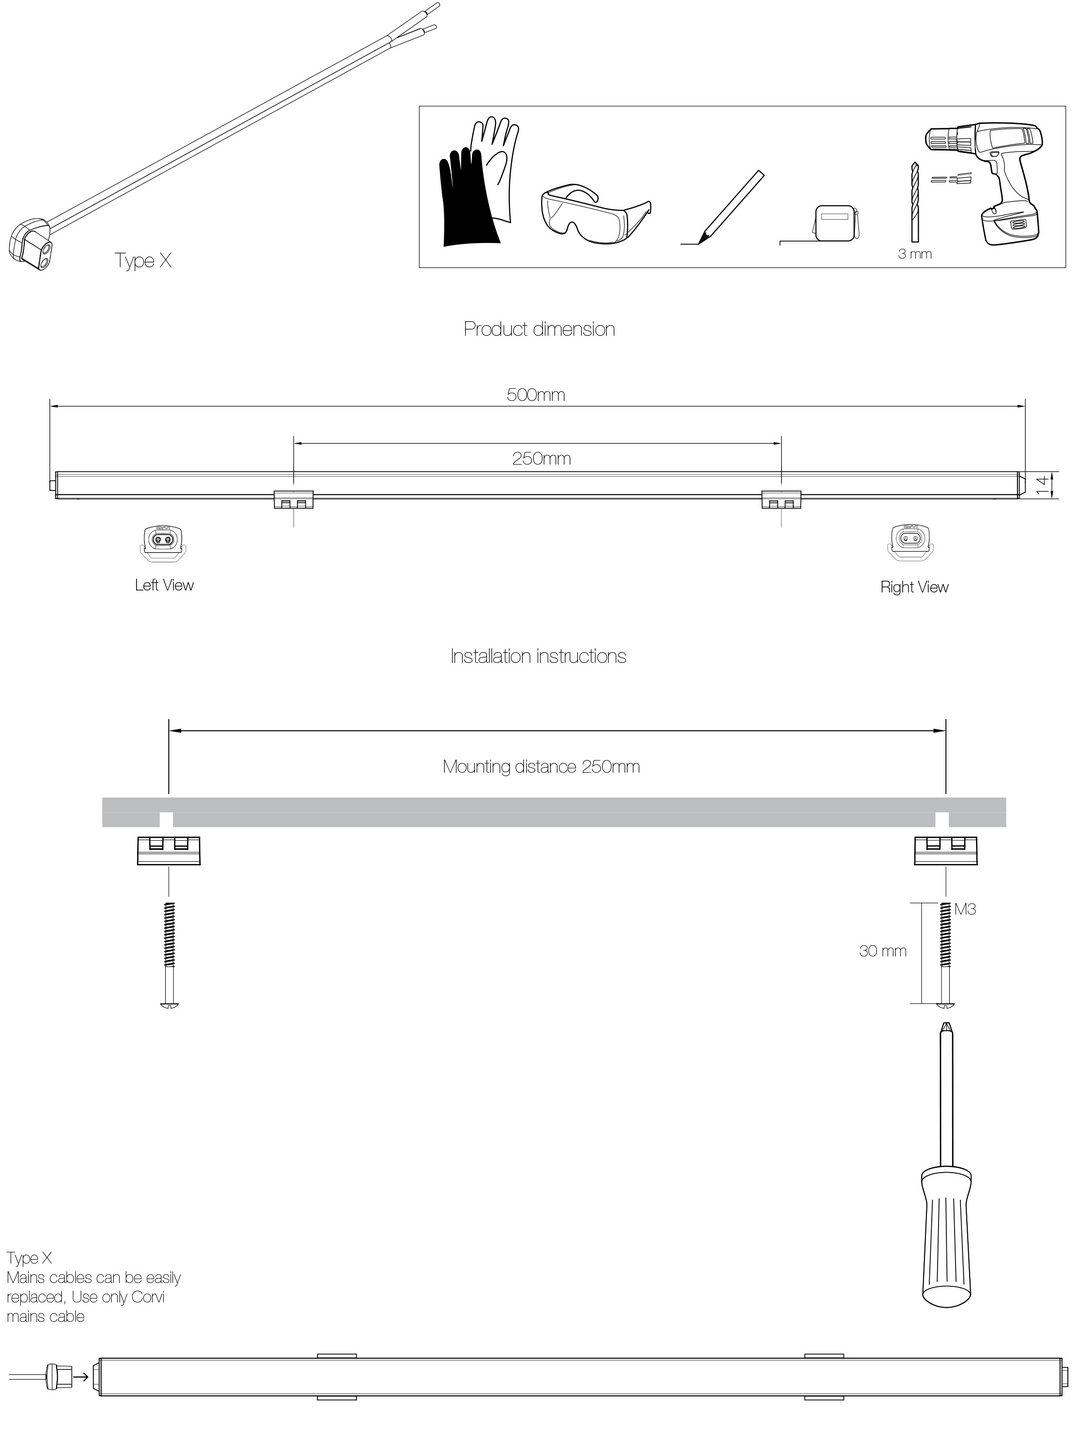 Type X
3 mm
Product dimension
500mm
250mm
14
Left View
Right View
Installation instructions
Mounting distance 250mm
M3
30 mm
Type X
Mains cables can be easily
replaced, Use only Corvi
mains cable